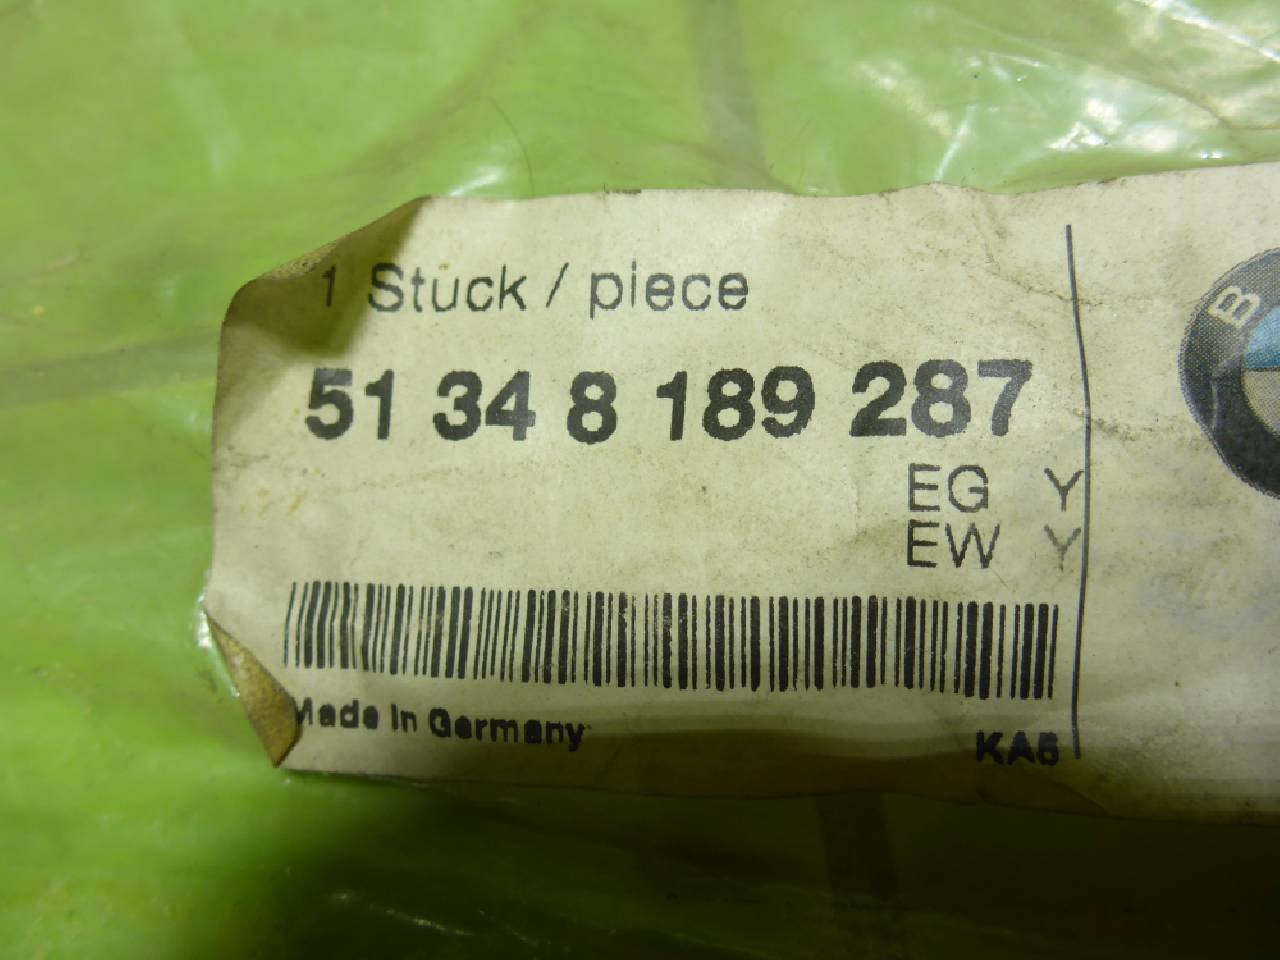 1 Stück / piece
51 34 8 189 287
EG Y
EW Y
Made in Germany
KA5
B